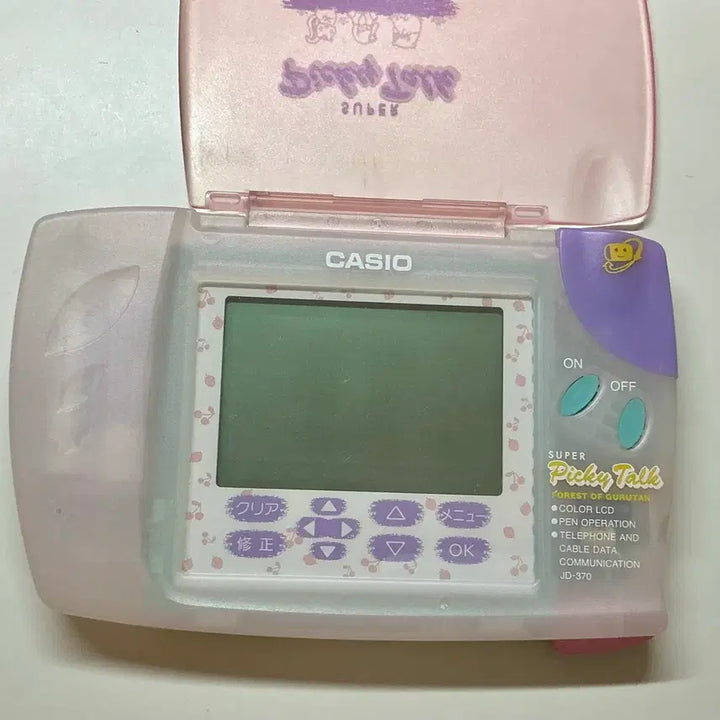 Picky Talk
SUPER
CASIO
ON
OFF
SUPER
Picky Talk
FOREST OF GURUTAN
●COLOR LCD
●PEN OPERATION
●TELEPHONE AND
CABLE DATA
COMMUNICATION
JD-370
クリア
メニュー
修正
OK